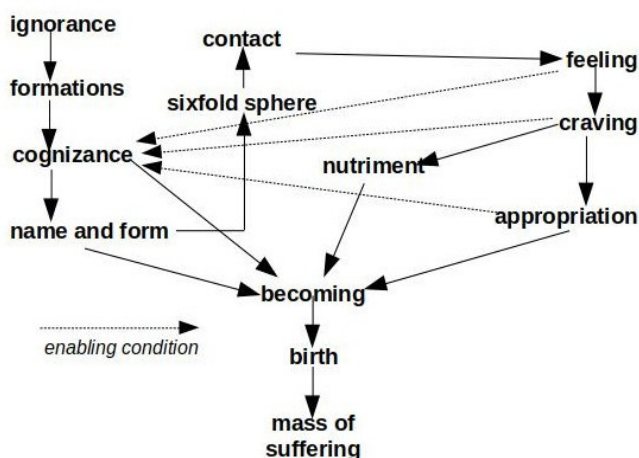 ignorance
contact
feeling
formations
sixfold sphere
craving
cognizance
nutriment
name and form
appropriation
becoming
enabling condition
birth
mass of
suffering